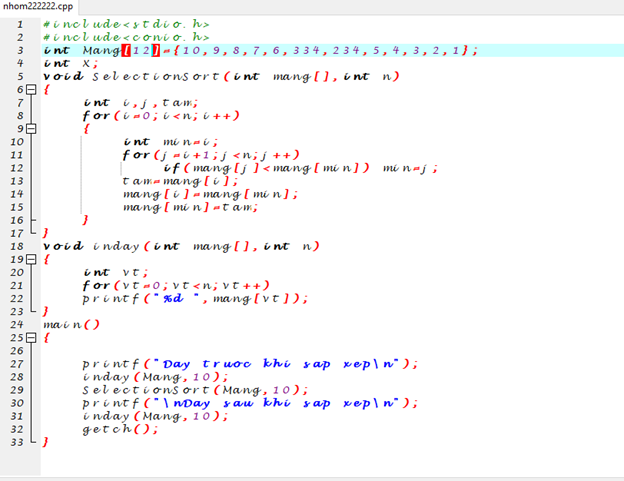 nhom222222.cpp
1 #include<stdio.h>
2 #include<conio.h>
3 int Mang[12]={10,9,8,7,6,334,234,5,4,3,2,1};
4 int X;
5 void SelectionSort(int mang[],int n)
6 {
7 int i,j,tam;
8 for(i=0;i<n;i++)
9 {
10 int min=i;
11 for(j=i+1;j<n;j++)
12 if(mang[j]<mang[min]) min=j;
13 tam=mang[i];
14 mang[i]=mang[min];
15 mang[min]=tam;
16 }
17 }
18 void inday(int mang[],int n)
19 {
20 int vt;
21 for(vt=0;vt<n;vt++)
22 printf("%d ",mang[vt]);
23 }
24 main()
25 {
26
27 printf("Day truoc khi sap xep\n");
28 inday(Mang,10);
29 SelectionSort(Mang,10);
30 printf("\nDay sau khi sap xep\n");
31 inday(Mang,10);
32 getch();
33 }